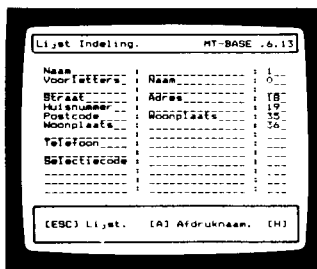 Lijst Indeling. MT-BASE .6.13
Naam : : 1
Voorletters : Naam : 0
Straat : Adres : 18
Huisnummer : : 19
Postcode : Woonplaats : 35
Woonplaats : : 36
Telefoon : :
Selectiecode : :
[ESC] Lijst. [A] Afdruknaam. [H]